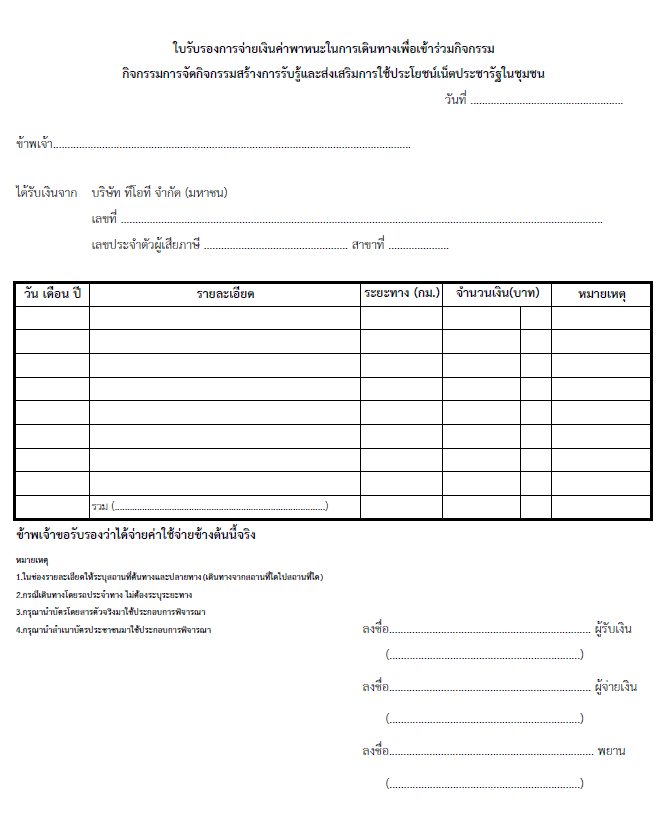 ใบรับรองการจ่ายเงินค่าพาหนะในการเดินทางเพื่อเข้าร่วมกิจกรรม
กิจกรรมการจัดกิจกรรมสร้างการรับรู้และส่งเสริมการใช้ประโยชน์เน็ตประชารัฐในชุมชน
วันที่ ........................................................
ข้าพเจ้า................................................................................................................
ได้รับเงินจาก บริษัท ทีโอที จำกัด (มหาชน)
เลขที่ ................................................................................................................................................
เลขประจำตัวผู้เสียภาษี .................................................. สาขาที่ .....................
วัน เดือน ปี รายละเอียด ระยะทาง (กม.) จำนวนเงิน(บาท) หมายเหตุ
รวม (................................................................................)
ข้าพเจ้าขอรับรองว่าได้จ่ายค่าใช้จ่ายข้างต้นนี้จริง
หมายเหตุ
1.ในช่องรายละเอียดให้ระบุสถานที่ต้นทางและปลายทาง (เดินทางจากสถานที่ใดไปสถานที่ใด)
2.กรณีเดินทางโดยรถประจำทาง ไม่ต้องระบุระยะทาง
3.กรุณานำบัตรโดยสารตัวจริงมาใช้ประกอบการพิจารณา
4.กรุณานำสำเนาบัตรประชาชนมาใช้ประกอบการพิจารณา
ลงชื่อ...................................................................... ผู้รับเงิน
(..................................................................)
ลงชื่อ...................................................................... ผู้จ่ายเงิน
(..................................................................)
ลงชื่อ...................................................................... พยาน
(..................................................................)